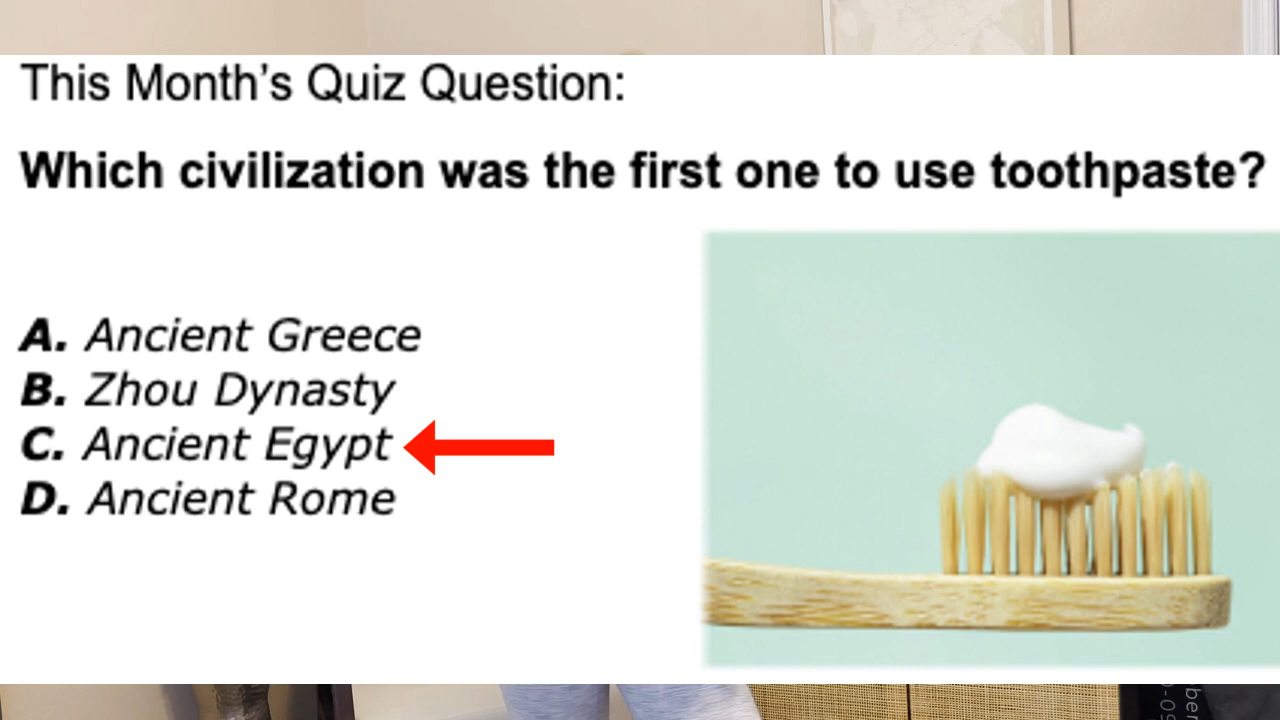 This Month's Quiz Question:
Which civilization was the first one to use toothpaste?
A. Ancient Greece
B. Zhou Dynasty
C. Ancient Egypt
D. Ancient Rome